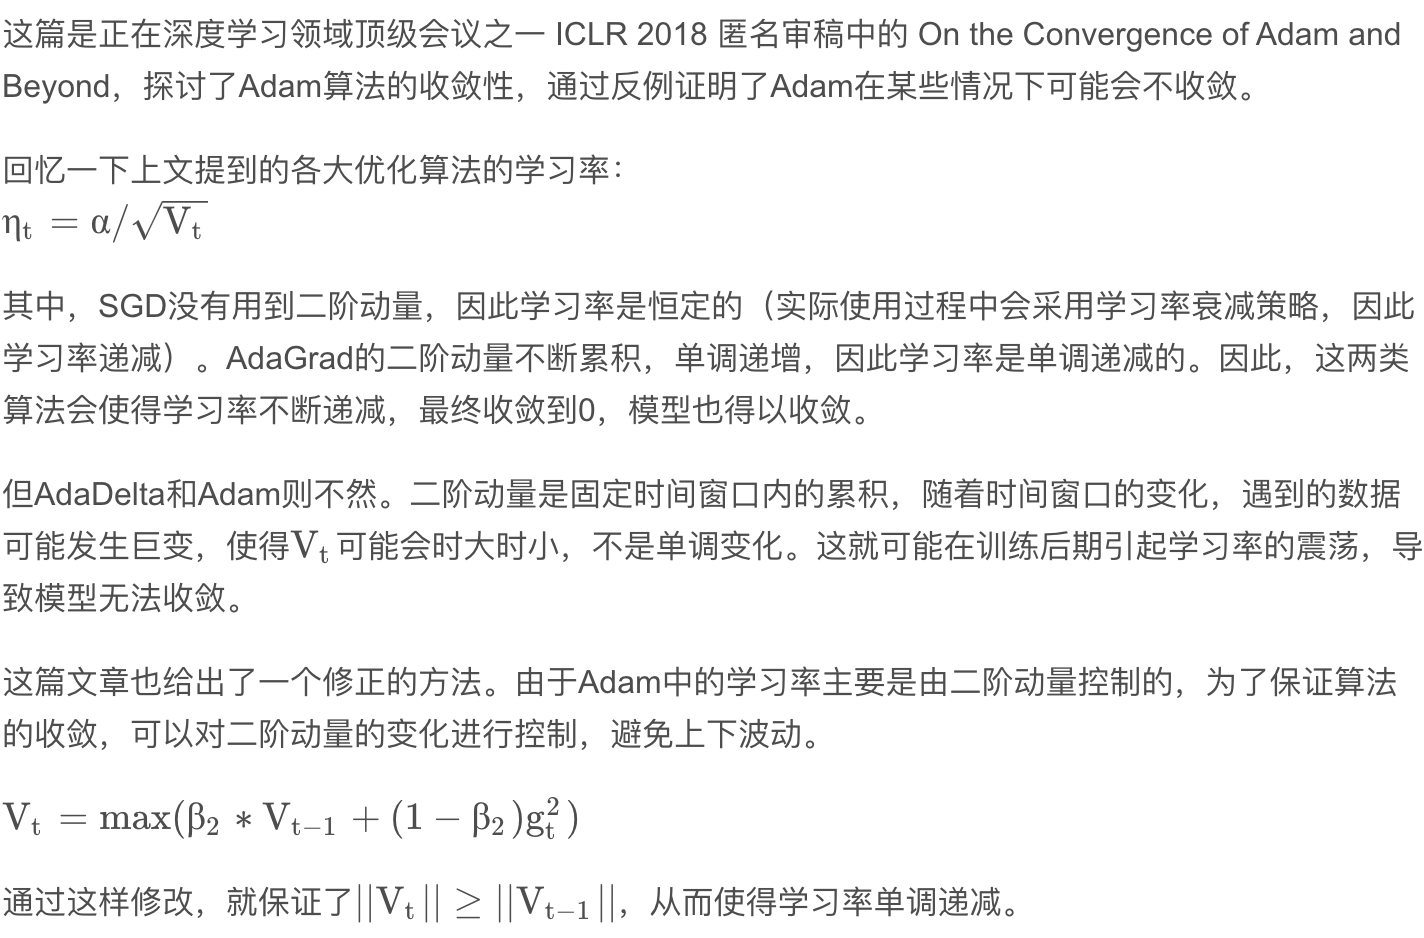 这篇是正在深度学习领域顶级会议之一 ICLR 2018 匿名审稿中的 On the Convergence of Adam and
Beyond，探讨了Adam算法的收敛性，通过反例证明了Adam在某些情况下可能会不收敛。
回忆一下上文提到的各大优化算法的学习率：
η_t = α/√V_t
其中，SGD没有用到二阶动量，因此学习率是恒定的（实际使用过程中会采用学习率衰减策略，因此
学习率递减）。AdaGrad的二阶动量不断累积，单调递增，因此学习率是单调递减的。因此，这两类
算法会使得学习率不断递减，最终收敛到0，模型也得以收敛。
但AdaDelta和Adam则不然。二阶动量是固定时间窗口内的累积，随着时间窗口的变化，遇到的数据
可能发生巨变，使得V_t可能会时大时小，不是单调变化。这就可能在训练后期引起学习率的震荡，导
致模型无法收敛。
这篇文章也给出了一个修正的方法。由于Adam中的学习率主要是由二阶动量控制的，为了保证算法
的收敛，可以对二阶动量的变化进行控制，避免上下波动。
V_t = max(β_2 * V_{t−1} + (1 − β_2)g_t^2)
通过这样修改，就保证了||V_t|| ≥ ||V_{t−1}||，从而使得学习率单调递减。